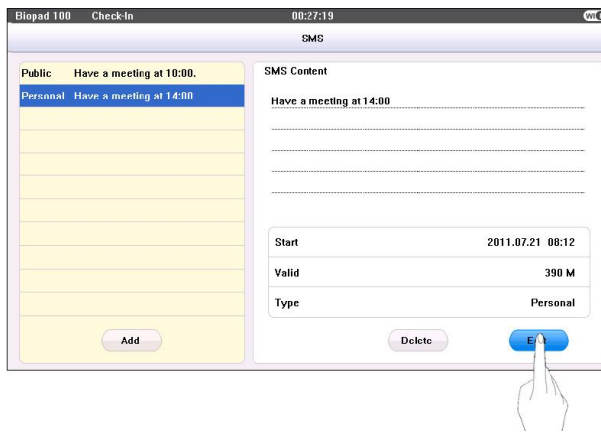 Biopad 100 Check-In 00:27:19
SMS
Public Have a meeting at 10:00.
Personal Have a meeting at 14:00
Add
SMS Content
Have a meeting at 14:00
Start 2011.07.21 08:12
Valid 390 M
Type Personal
Delete